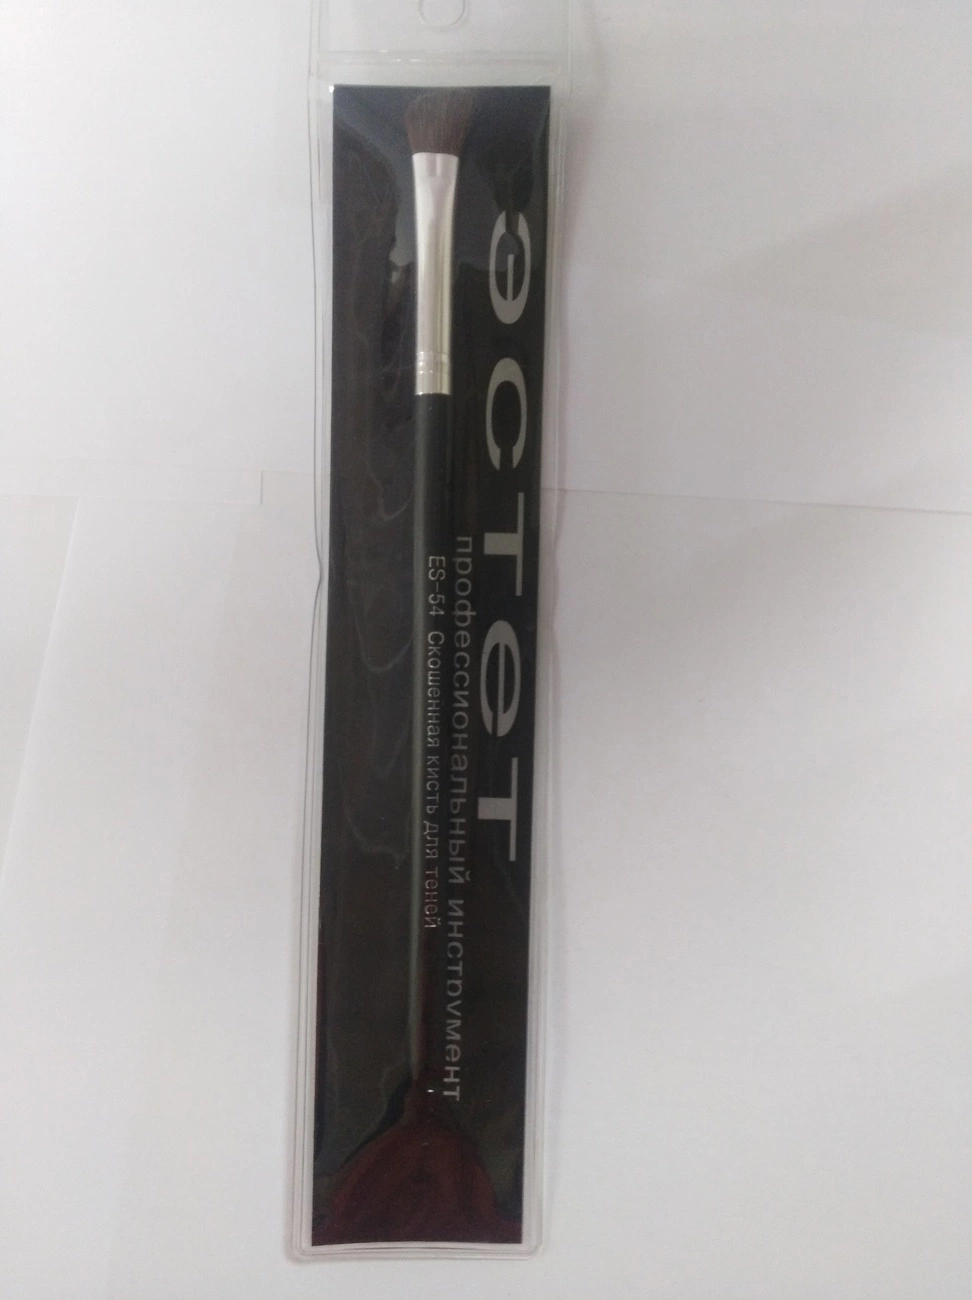 эстет
профессиональный инструмент
ES-54 Скошенная кисть для теней